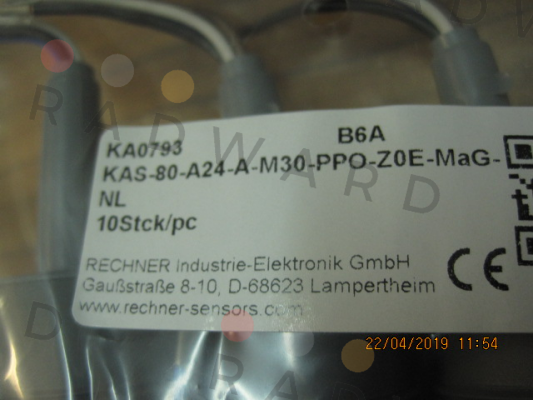 B6A
KA0793
KAS-80-A24-A-M30-PPO-Z0E-MaG-
NL
10Stck/pc
RECHNER Industrie-Elektronik GmbH
Gaußstraße 8-10, D-68623 Lampertheim
www.rechner-sensors.com
CE
22/04/2019 11:54
RADWARD
RADWARD